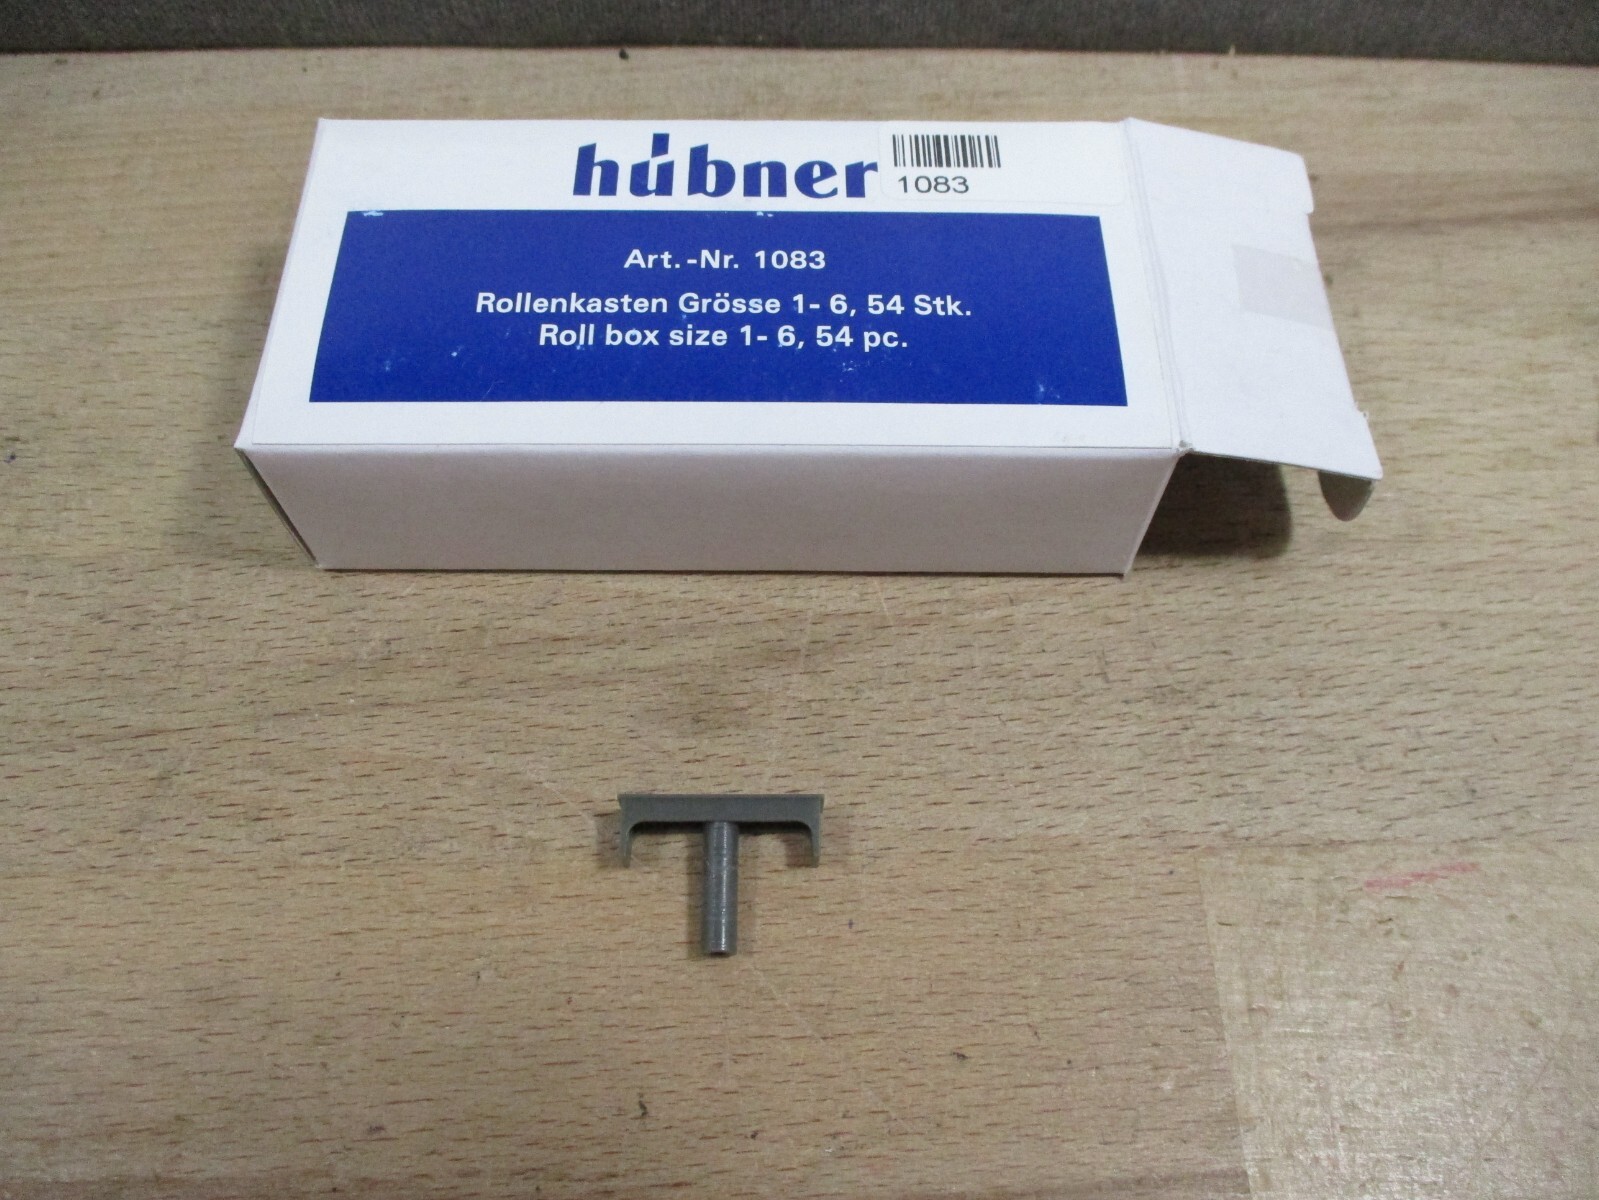 hübner
1083
Art.-Nr. 1083
Rollenkasten Grösse 1- 6, 54 Stk.
Roll box size 1- 6, 54 pc.